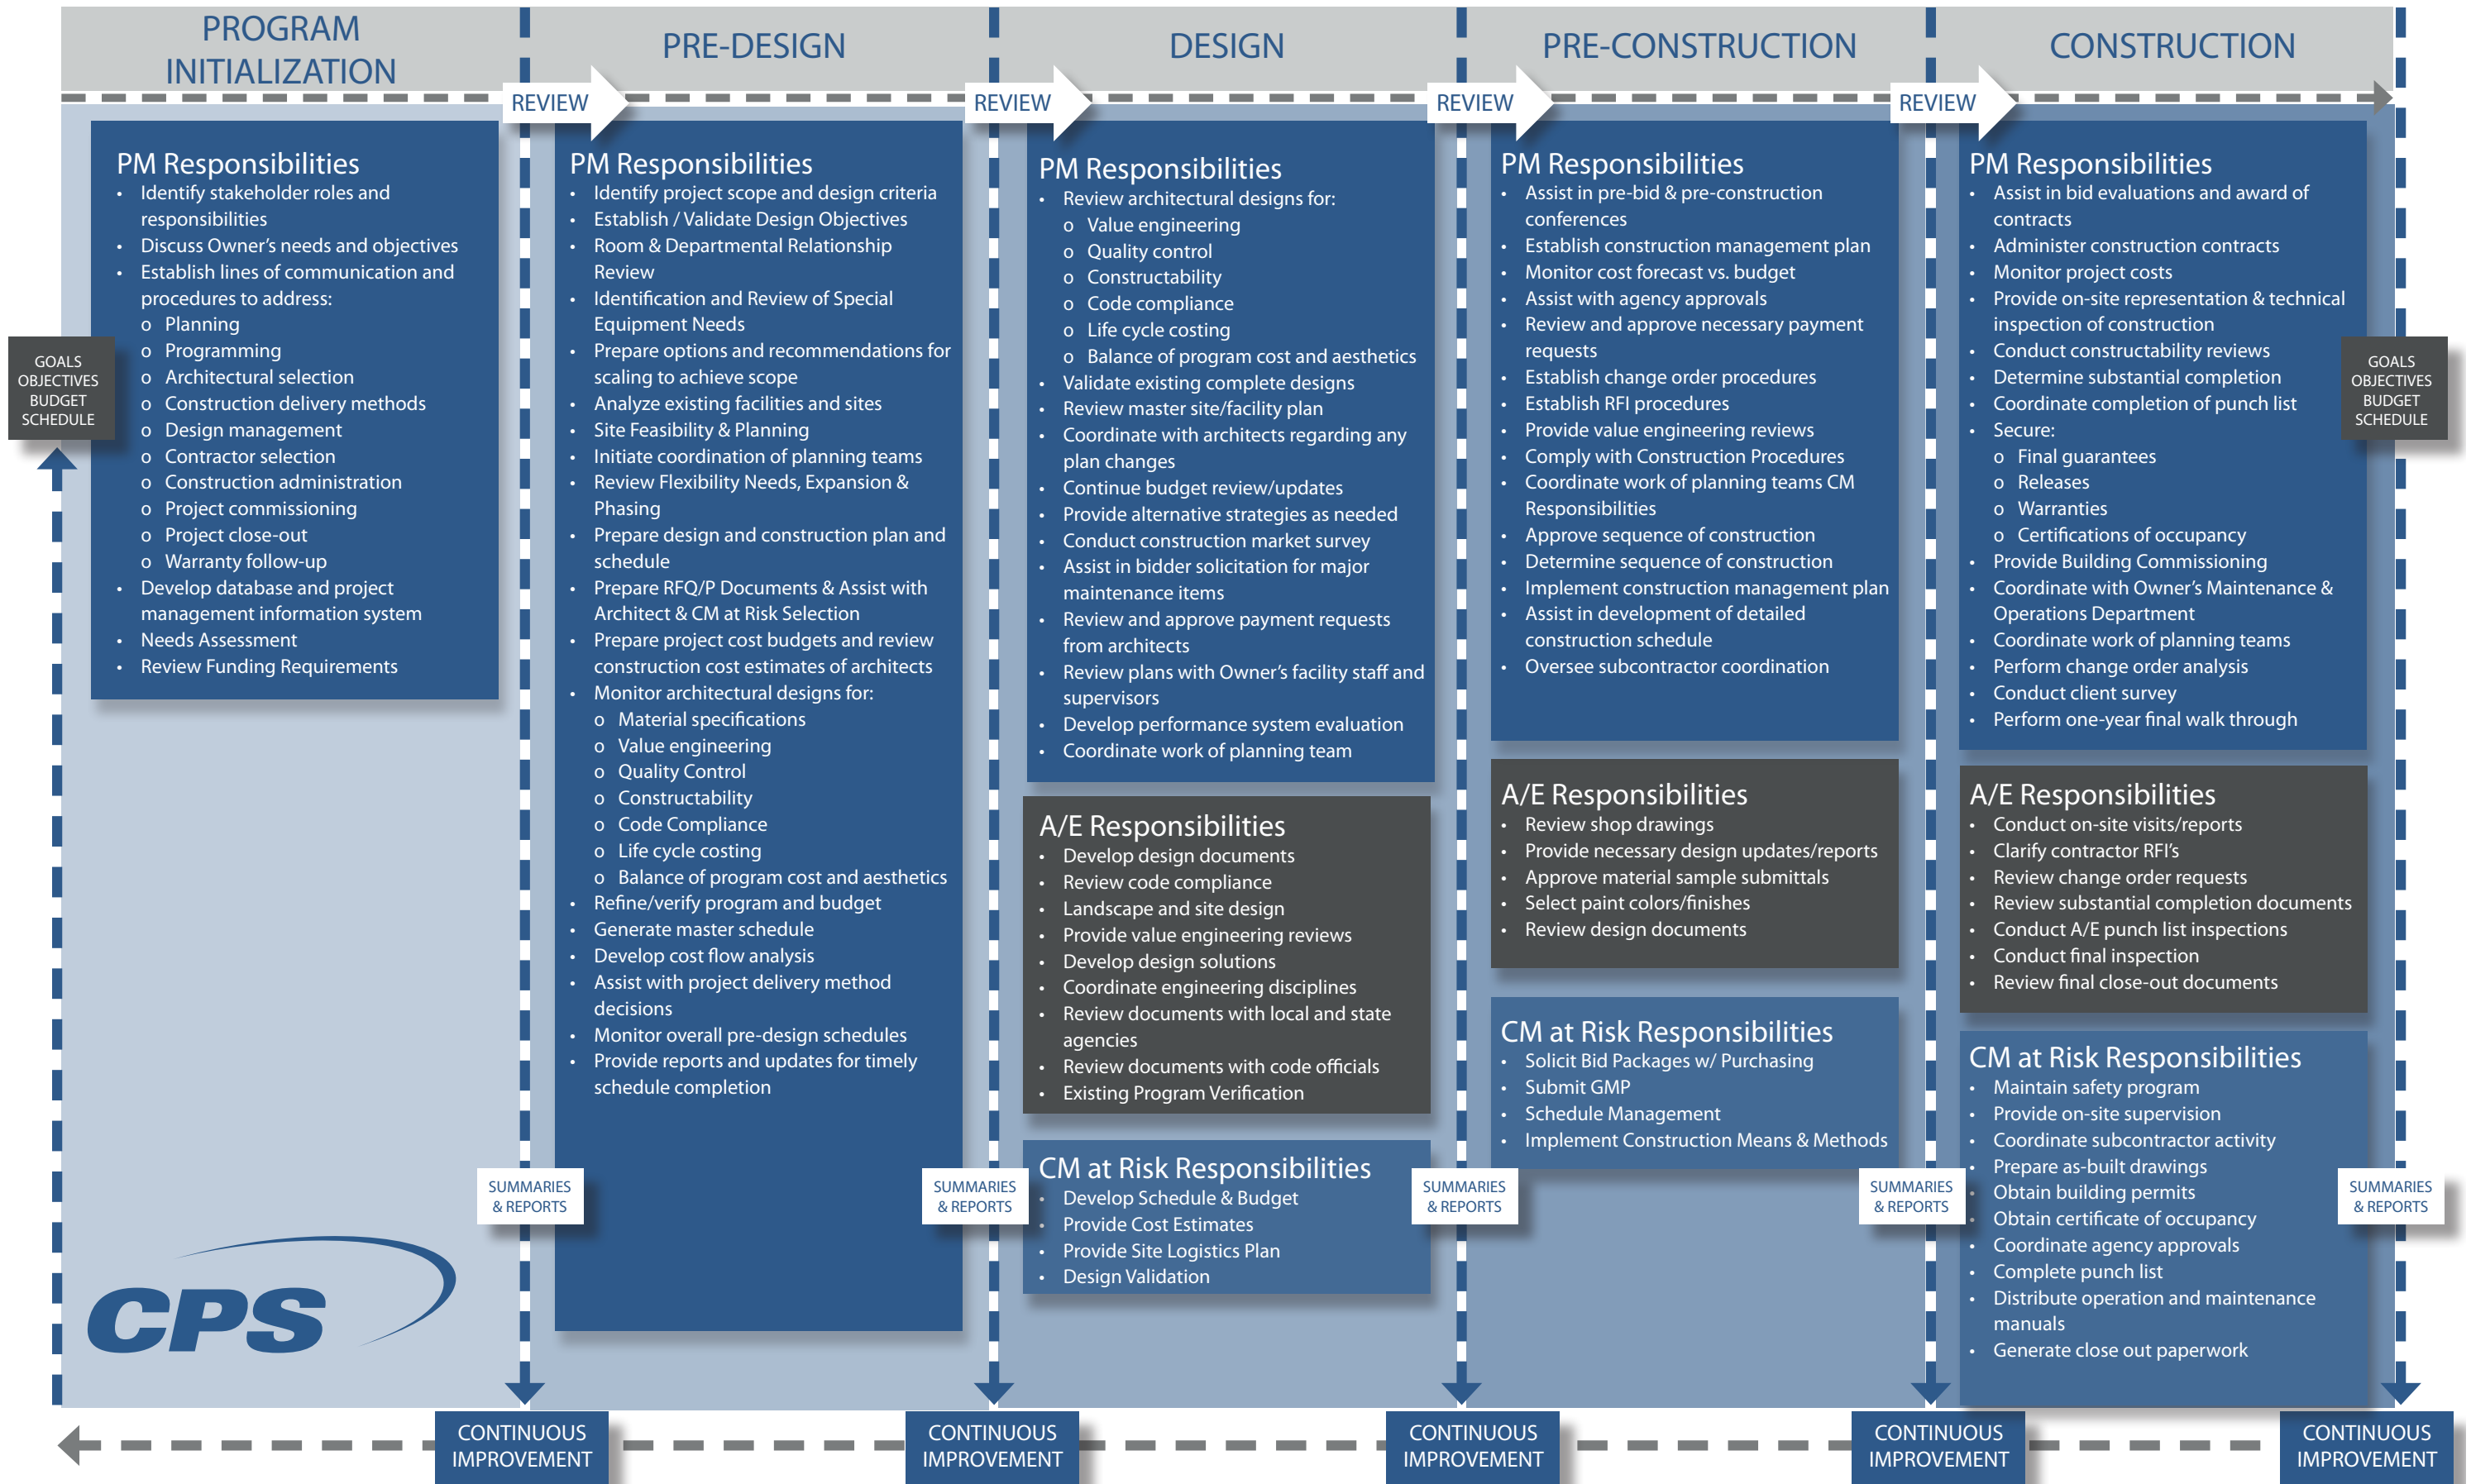 PROGRAM
INITIALIZATION
PRE-DESIGN
DESIGN
PRE-CONSTRUCTION
CONSTRUCTION
REVIEW
REVIEW
REVIEW
REVIEW
GOALS
OBJECTIVES
BUDGET
SCHEDULE
PM Responsibilities
• Identify stakeholder roles and
responsibilities
• Discuss Owner's needs and objectives
• Establish lines of communication and
procedures to address:
o Planning
o Programming
o Architectural selection
o Construction delivery methods
o Design management
o Contractor selection
o Construction administration
o Project commissioning
o Project close-out
o Warranty follow-up
• Develop database and project
management information system
• Needs Assessment
• Review Funding Requirements
CPS
PM Responsibilities
• Identify project scope and design criteria
• Establish / Validate Design Objectives
• Room & Departmental Relationship
Review
• Identification and Review of Special
Equipment Needs
• Prepare options and recommendations for
scaling to achieve scope
• Analyze existing facilities and sites
• Site Feasibility & Planning
• Initiate coordination of planning teams
• Review Flexibility Needs, Expansion &
Phasing
• Prepare design and construction plan and
schedule
• Prepare RFQ/P Documents & Assist with
Architect & CM at Risk Selection
• Prepare project cost budgets and review
construction cost estimates of architects
• Monitor architectural designs for:
o Material specifications
o Value engineering
o Quality Control
o Constructability
o Code Compliance
o Life cycle costing
o Balance of program cost and aesthetics
• Refine/verify program and budget
• Generate master schedule
• Develop cost flow analysis
• Assist with project delivery method
decisions
• Monitor overall pre-design schedules
• Provide reports and updates for timely
schedule completion
PM Responsibilities
• Review architectural designs for:
o Value engineering
o Quality control
o Constructability
o Code compliance
o Life cycle costing
o Balance of program cost and aesthetics
• Validate existing complete designs
• Review master site/facility plan
• Coordinate with architects regarding any
plan changes
• Continue budget review/updates
• Provide alternative strategies as needed
• Conduct construction market survey
• Assist in bidder solicitation for major
maintenance items
• Review and approve payment requests
from architects
• Review plans with Owner's facility staff and
supervisors
• Develop performance system evaluation
• Coordinate work of planning team
A/E Responsibilities
• Develop design documents
• Review code compliance
• Landscape and site design
• Provide value engineering reviews
• Develop design solutions
• Coordinate engineering disciplines
• Review documents with local and state
agencies
• Review documents with code officials
• Existing Program Verification
CM at Risk Responsibilities
• Develop Schedule & Budget
• Provide Cost Estimates
• Provide Site Logistics Plan
• Design Validation
PM Responsibilities
• Assist in pre-bid & pre-construction
conferences
• Establish construction management plan
• Monitor cost forecast vs. budget
• Assist with agency approvals
• Review and approve necessary payment
requests
• Establish change order procedures
• Establish RFI procedures
• Provide value engineering reviews
• Comply with Construction Procedures
• Coordinate work of planning teams CM
Responsibilities
• Approve sequence of construction
• Determine sequence of construction
• Implement construction management plan
• Assist in development of detailed
construction schedule
• Oversee subcontractor coordination
A/E Responsibilities
• Review shop drawings
• Provide necessary design updates/reports
• Approve material sample submittals
• Select paint colors/finishes
• Review design documents
CM at Risk Responsibilities
• Solicit Bid Packages w/ Purchasing
• Submit GMP
• Schedule Management
• Implement Construction Means & Methods
PM Responsibilities
• Assist in bid evaluations and award of
contracts
• Administer construction contracts
• Monitor project costs
• Provide on-site representation & technical
inspection of construction
• Conduct constructability reviews
• Determine substantial completion
• Coordinate completion of punch list
• Secure:
o Final guarantees
o Releases
o Warranties
o Certifications of occupancy
• Provide Building Commissioning
• Coordinate with Owner's Maintenance &
Operations Department
• Coordinate work of planning teams
• Perform change order analysis
• Conduct client survey
• Perform one-year final walk through
A/E Responsibilities
• Conduct on-site visits/reports
• Clarify contractor RFI's
• Review change order requests
• Review substantial completion documents
• Conduct A/E punch list inspections
• Conduct final inspection
• Review final close-out documents
CM at Risk Responsibilities
• Maintain safety program
• Provide on-site supervision
• Coordinate subcontractor activity
• Prepare as-built drawings
• Obtain building permits
• Obtain certificate of occupancy
• Coordinate agency approvals
• Complete punch list
• Distribute operation and maintenance
manuals
• Generate close out paperwork
GOALS
OBJECTIVES
BUDGET
SCHEDULE
SUMMARIES
& REPORTS
SUMMARIES
& REPORTS
SUMMARIES
& REPORTS
SUMMARIES
& REPORTS
SUMMARIES
& REPORTS
CONTINUOUS
IMPROVEMENT
CONTINUOUS
IMPROVEMENT
CONTINUOUS
IMPROVEMENT
CONTINUOUS
IMPROVEMENT
CONTINUOUS
IMPROVEMENT